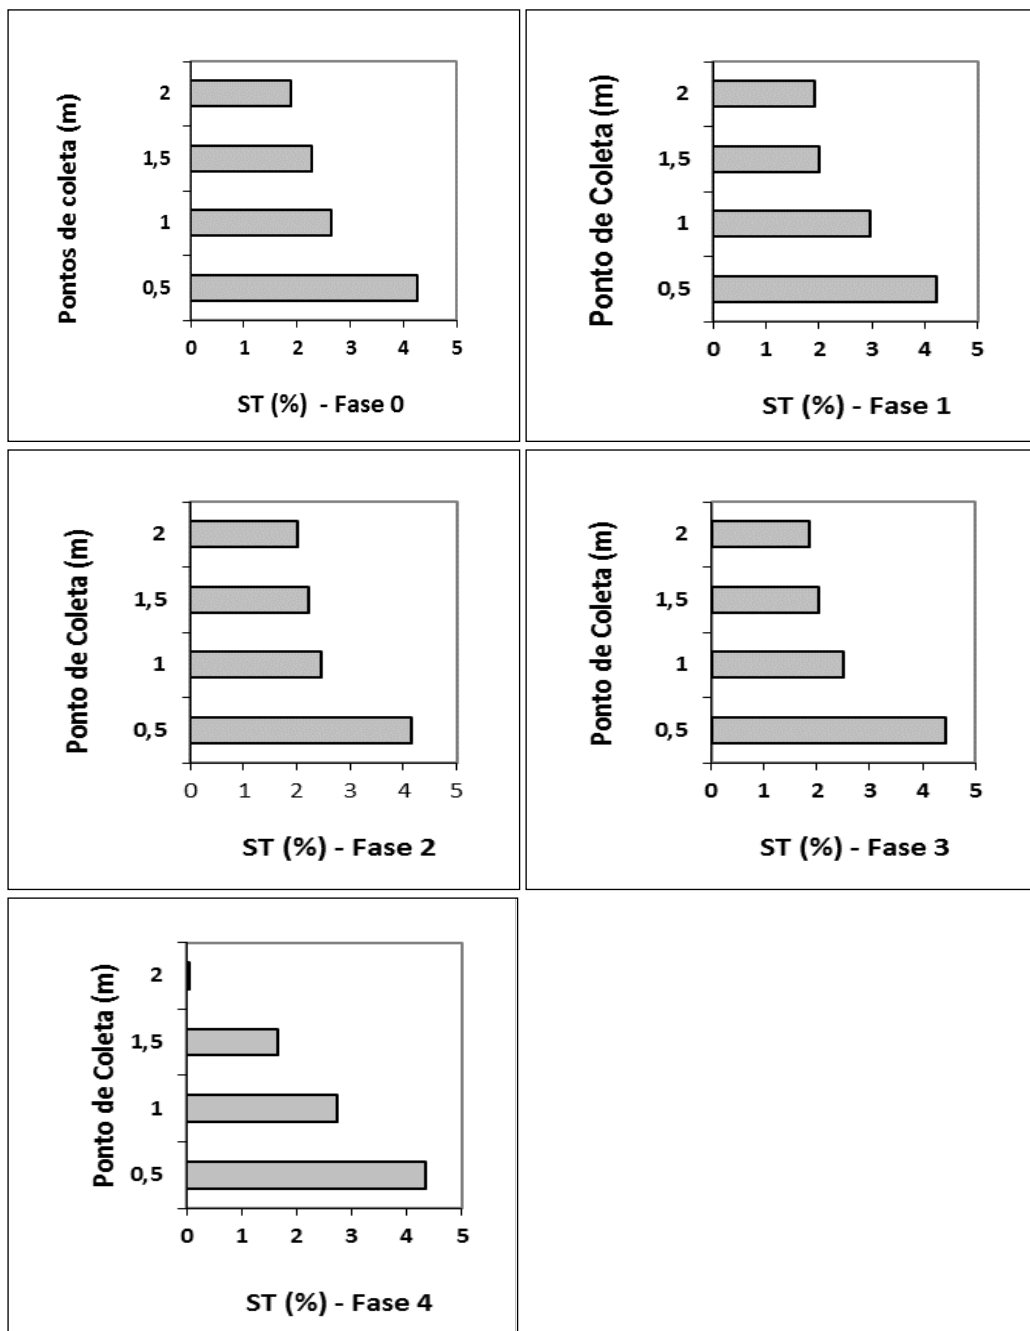 Pontos de coleta (m)
2
1,5
1
0,5
0 1 2 3 4 5
ST (%) - Fase 0
Ponto de Coleta (m)
2
1,5
1
0,5
0 1 2 3 4 5
ST (%) - Fase 1
Ponto de Coleta (m)
2
1,5
1
0,5
0 1 2 3 4 5
ST (%) - Fase 2
Ponto de Coleta (m)
2
1,5
1
0,5
0 1 2 3 4 5
ST (%) - Fase 3
Ponto de Coleta (m)
2
1,5
1
0,5
0 1 2 3 4 5
ST (%) - Fase 4